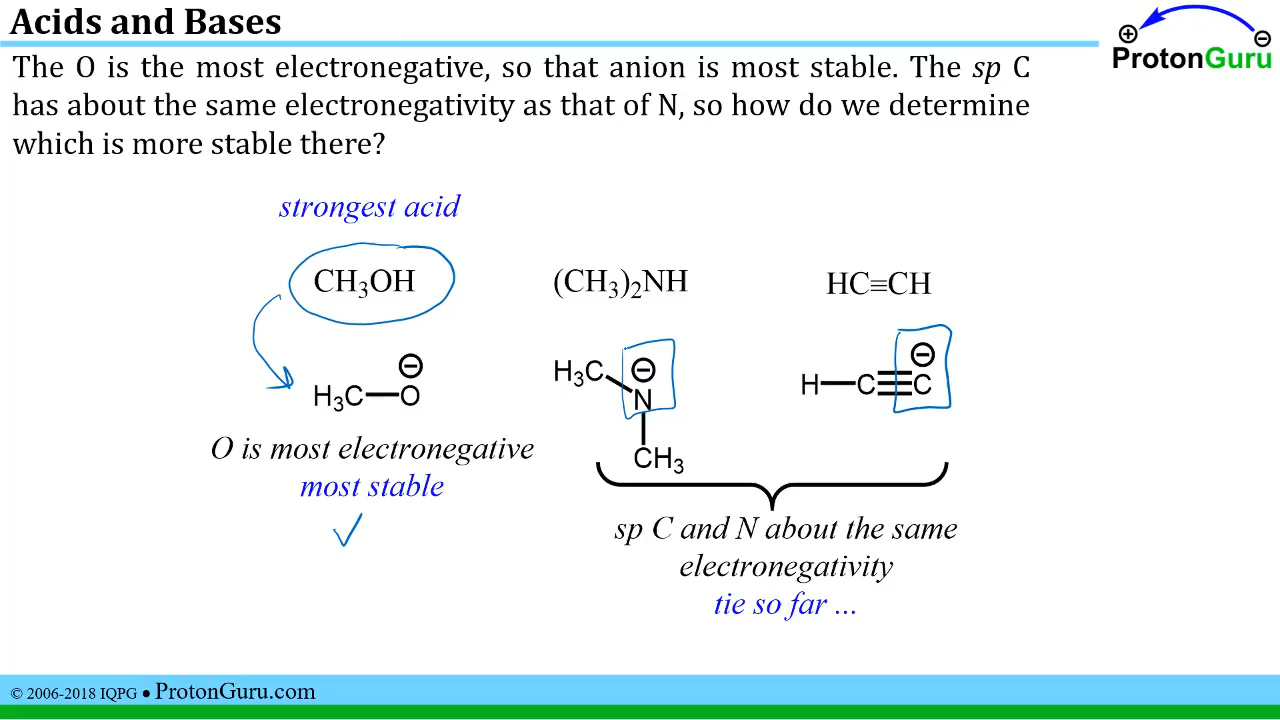 Acids and Bases
⊕ ⊖
ProtonGuru
The O is the most electronegative, so that anion is most stable. The sp C
has about the same electronegativity as that of N, so how do we determine
which is more stable there?
strongest acid
CH₃OH (CH₃)₂NH HC≡CH
⊖ ⊖ ⊖
H₃C—O H₃C N H—C≡C
CH₃
O is most electronegative
most stable
sp C and N about the same
electronegativity
tie so far ...
© 2006-2018 IQPG ● ProtonGuru.com